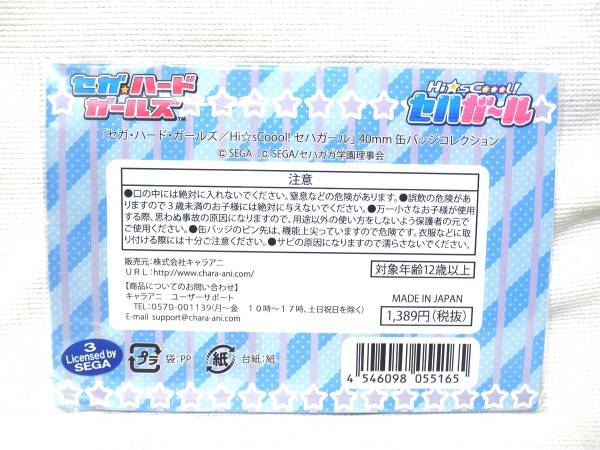 セガ・ハード
ガールズ™
Hi☆sCoool!
セハガール
「セガ・ハード・ガールズ／Hi☆sCoool! セハガール」40mm 缶バッジコレクション
© SEGA © SEGA/セハガガ学園理事会
注意
●口の中には絶対に入れないでください。窒息などの危険があります。●誤飲の危険があ
りますので3歳未満のお子様には絶対に与えないでください。●万一小さなお子様が使用
する際、思わぬ事故の原因になりますので、用途以外の使い方をしないよう保護者の元で
ご使用ください。●缶バッジのピン先は、機能上尖っていますので危険です。衣服などに取
り付ける際には十分ご注意ください。●サビの原因になりますので濡らさないでください。
販売元：株式会社キャラアニ
ＵＲＬ：http://www.chara-ani.com/
対象年齢12歳以上
【商品についてのお問い合わせ】
キャラアニ　ユーザーサポート
TEL：0570-001139（月～金　１０時～１７時、土日祝日を除く）
E-mail support@chara-ani.com
MADE IN JAPAN
1,389円（税抜）
3
Licensed by
SEGA
プラ
袋：PP
紙
台紙：紙
4 546098 055165